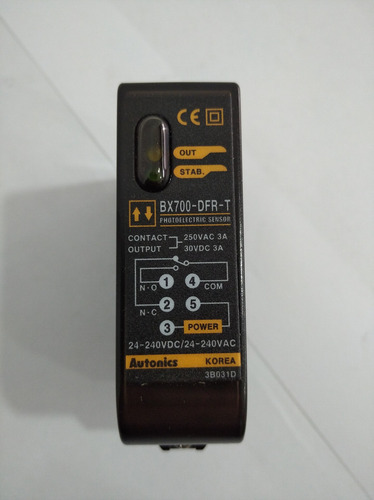 CE
OUT
STAB.
BX700-DFR-T
PHOTOELECTRIC SENSOR
CONTACT 250VAC 3A
OUTPUT 30VDC 3A
N·O 1 4 COM
N·C 2 5
3 POWER
24-240VDC/24-240VAC
Autonics KOREA
3B031D